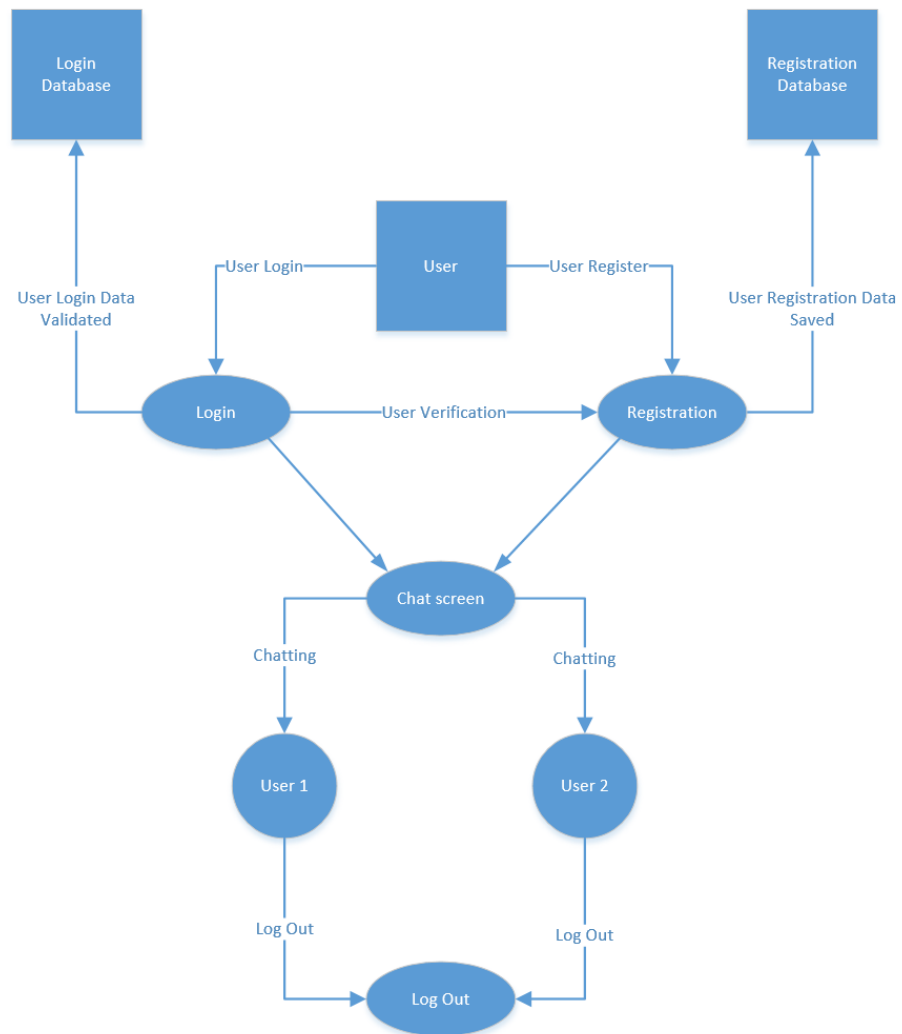 Login
Database
Registration
Database
User
User Login
User Register
User Login Data
Validated
User Registration Data
Saved
Login
User Verification
Registration
Chat screen
Chatting
Chatting
User 1
User 2
Log Out
Log Out
Log Out